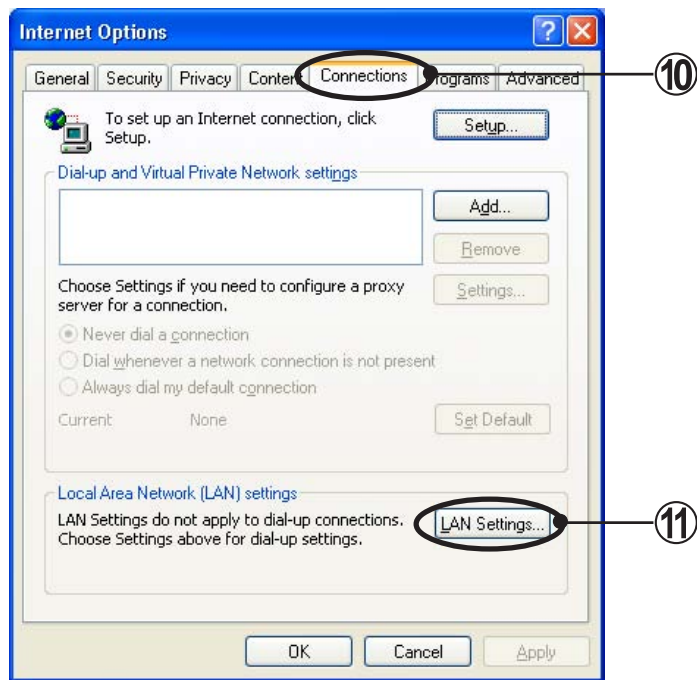 Internet Options
General Security Privacy Content Connections Programs Advanced
10
To set up an Internet connection, click
Setup.
Setup...
Dial-up and Virtual Private Network settings
Add...
Remove
Choose Settings if you need to configure a proxy
server for a connection.
Settings...
Never dial a connection
Dial whenever a network connection is not present
Always dial my default connection
Current None
Set Default
Local Area Network (LAN) settings
LAN Settings do not apply to dial-up connections.
Choose Settings above for dial-up settings.
LAN Settings...
11
OK Cancel Apply